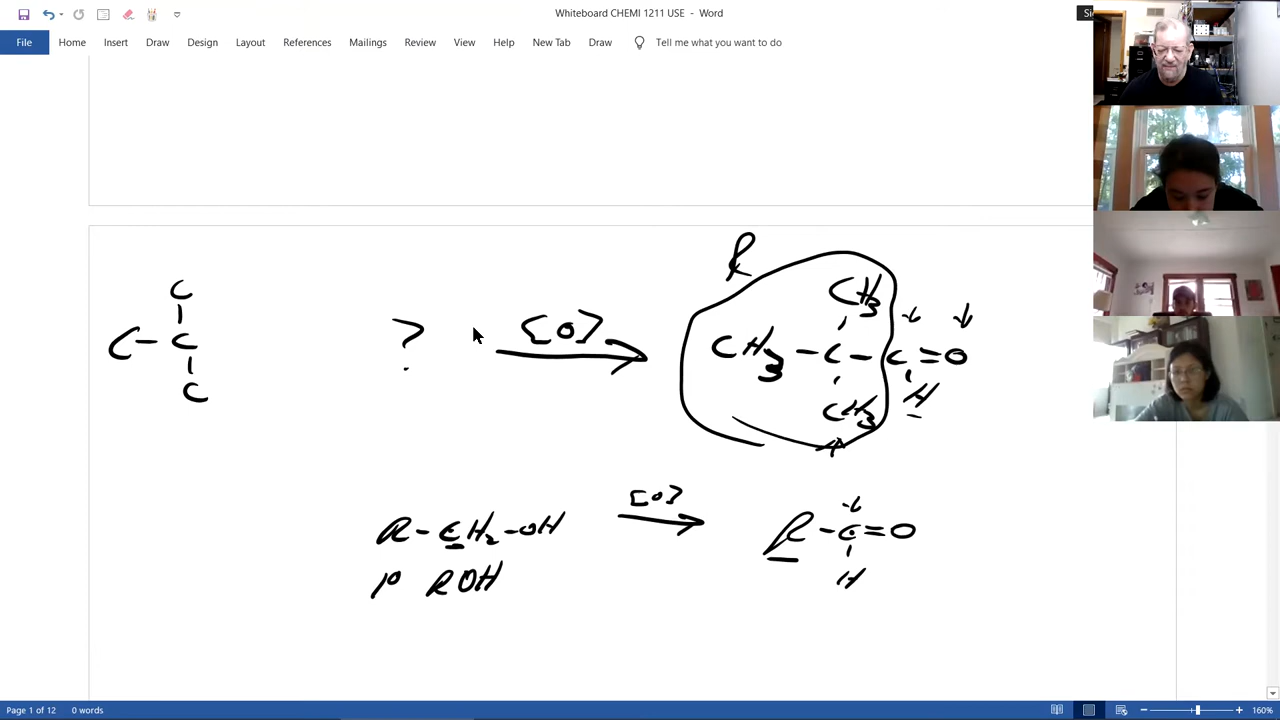 Whiteboard CHEMI 1211 USE - Word
File Home Insert Draw Design Layout References Mailings Review View Help New Tab Draw Tell me what you want to do
R
C CH3
C - C ? [O] CH3 - C - C = O
C CH3 H
R - CH2 - OH [O] R - C = O
1° ROH H
Page 1 of 12 0 words 160%